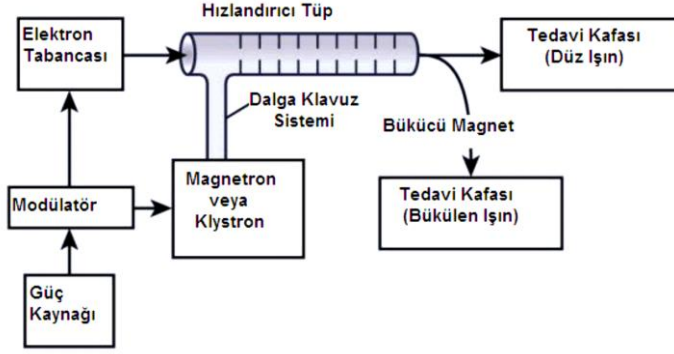 Hızlandırıcı Tüp
Elektron
Tabancası
Tedavi Kafası
(Düz Işın)
Dalga Klavuz
Sistemi
Bükücü Magnet
Magnetron
veya
Klystron
Tedavi Kafası
(Bükülen Işın)
Modülatör
Güç
Kaynağı